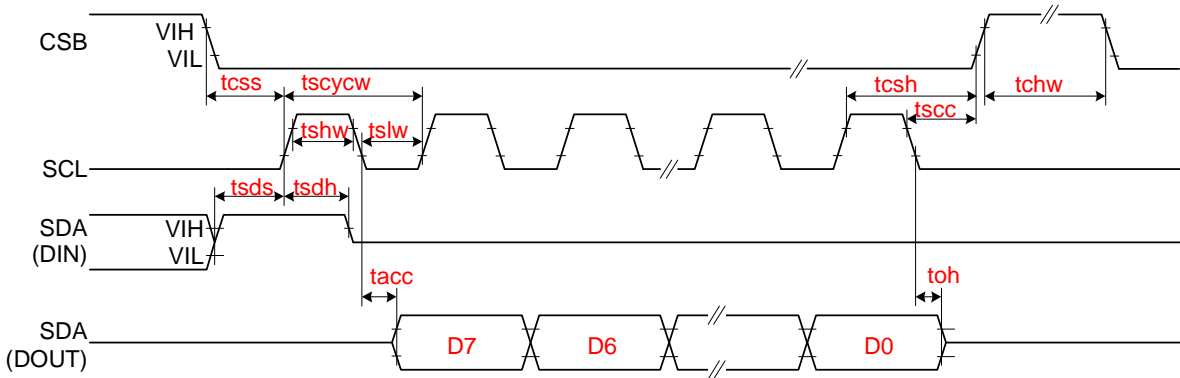 CSB
VIH
VIL
tcss
tscycw
tcsh
tchw
tscc
tshw
tslw
SCL
tsds
tsdh
SDA
(DIN)
VIH
VIL
tacc
toh
SDA
(DOUT)
D7
D6
D0